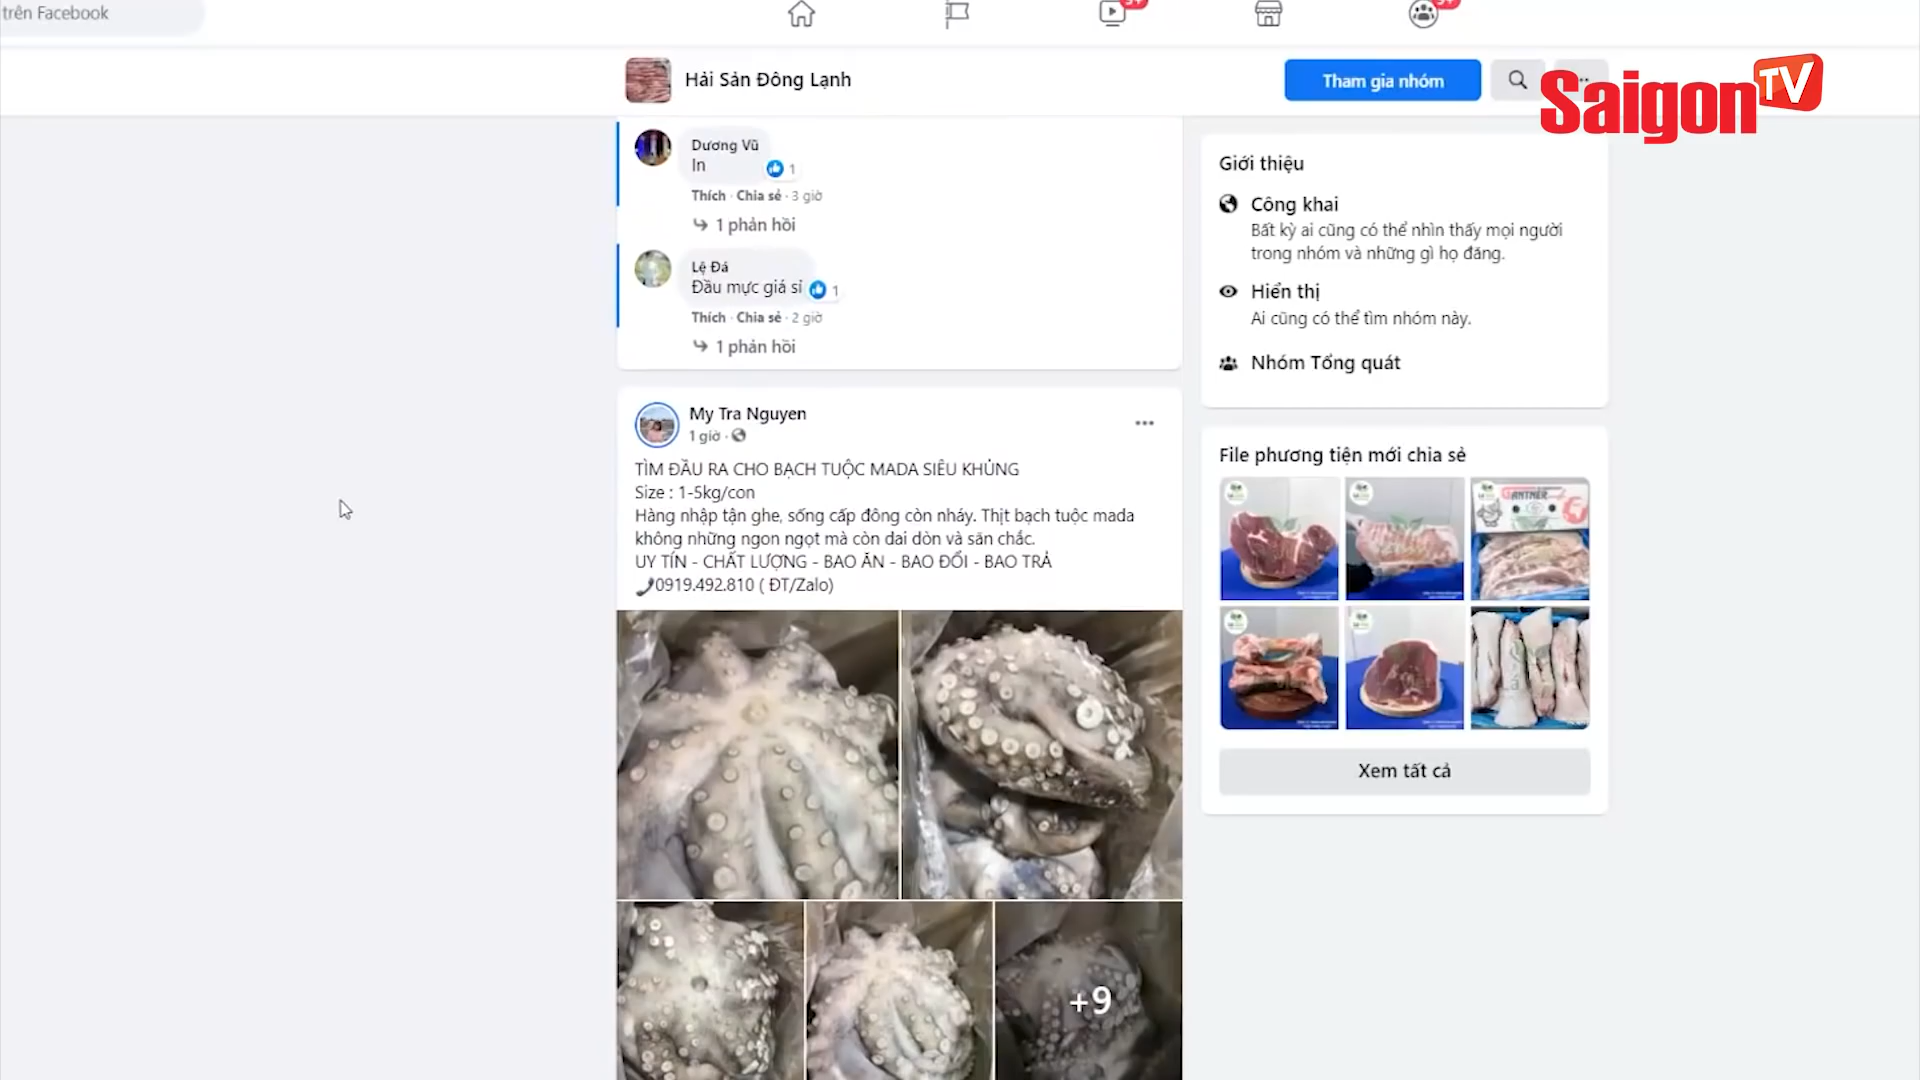 trên Facebook
Hải Sản Đông Lạnh
Tham gia nhóm
Saigon TV
Dương Vũ
In
1
Thích · Chia sẻ · 3 giờ
1 phản hồi
Lệ Đá
Đầu mực giá sỉ
1
Thích · Chia sẻ · 2 giờ
1 phản hồi
My Tra Nguyen
1 giờ
TÌM ĐẦU RA CHO BẠCH TUỘC MADA SIÊU KHỦNG
Size : 1-5kg/con
Hàng nhập tận ghe, sống cấp đông còn nháy. Thịt bạch tuộc mada
không những ngon ngọt mà còn dai dòn và săn chắc.
UY TÍN - CHẤT LƯỢNG - BAO ĂN - BAO ĐỔI - BAO TRẢ
0919.492.810 ( ĐT/Zalo)
+9
Giới thiệu
Công khai
Bất kỳ ai cũng có thể nhìn thấy mọi người
trong nhóm và những gì họ đăng.
Hiển thị
Ai cũng có thể tìm nhóm này.
Nhóm Tổng quát
File phương tiện mới chia sẻ
Xem tất cả